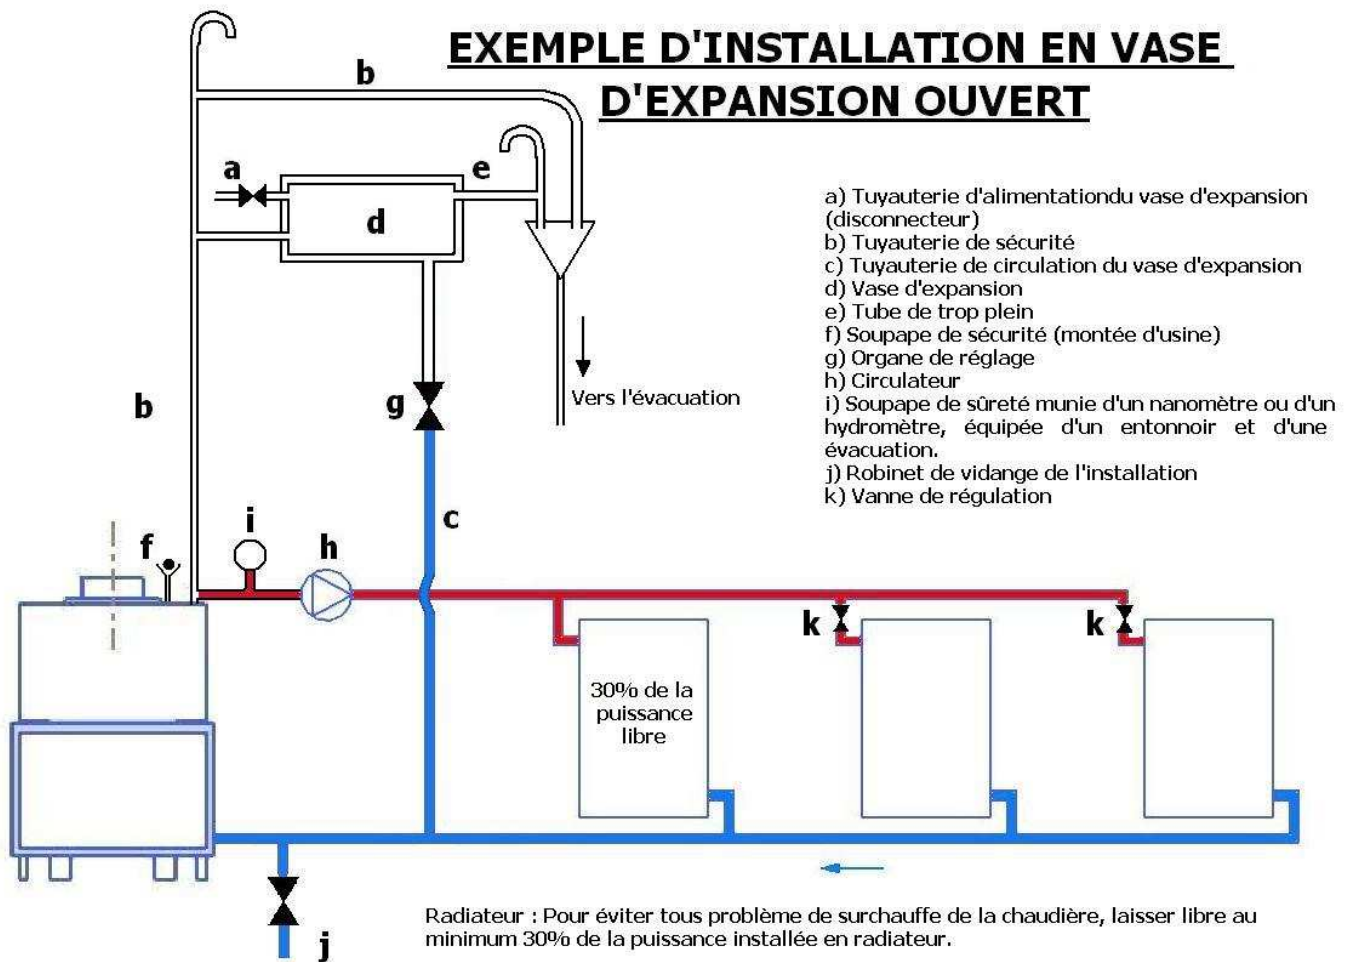 EXEMPLE D'INSTALLATION EN VASE
D'EXPANSION OUVERT
b
a
e
d
a) Tuyauterie d'alimentationdu vase d'expansion
(disconnecteur)
b) Tuyauterie de sécurité
c) Tuyauterie de circulation du vase d'expansion
d) Vase d'expansion
e) Tube de trop plein
f) Soupape de sécurité (montée d'usine)
g) Organe de réglage
h) Circulateur
i) Soupape de sûreté munie d'un nanomètre ou d'un
hydromètre, équipée d'un entonnoir et d'une
évacuation.
j) Robinet de vidange de l'installation
k) Vanne de régulation
b
g
Vers l'évacuation
f
i
h
c
k
k
30% de la
puissance
libre
j
Radiateur : Pour éviter tous problème de surchauffe de la chaudière, laisser libre au
minimum 30% de la puissance installée en radiateur.